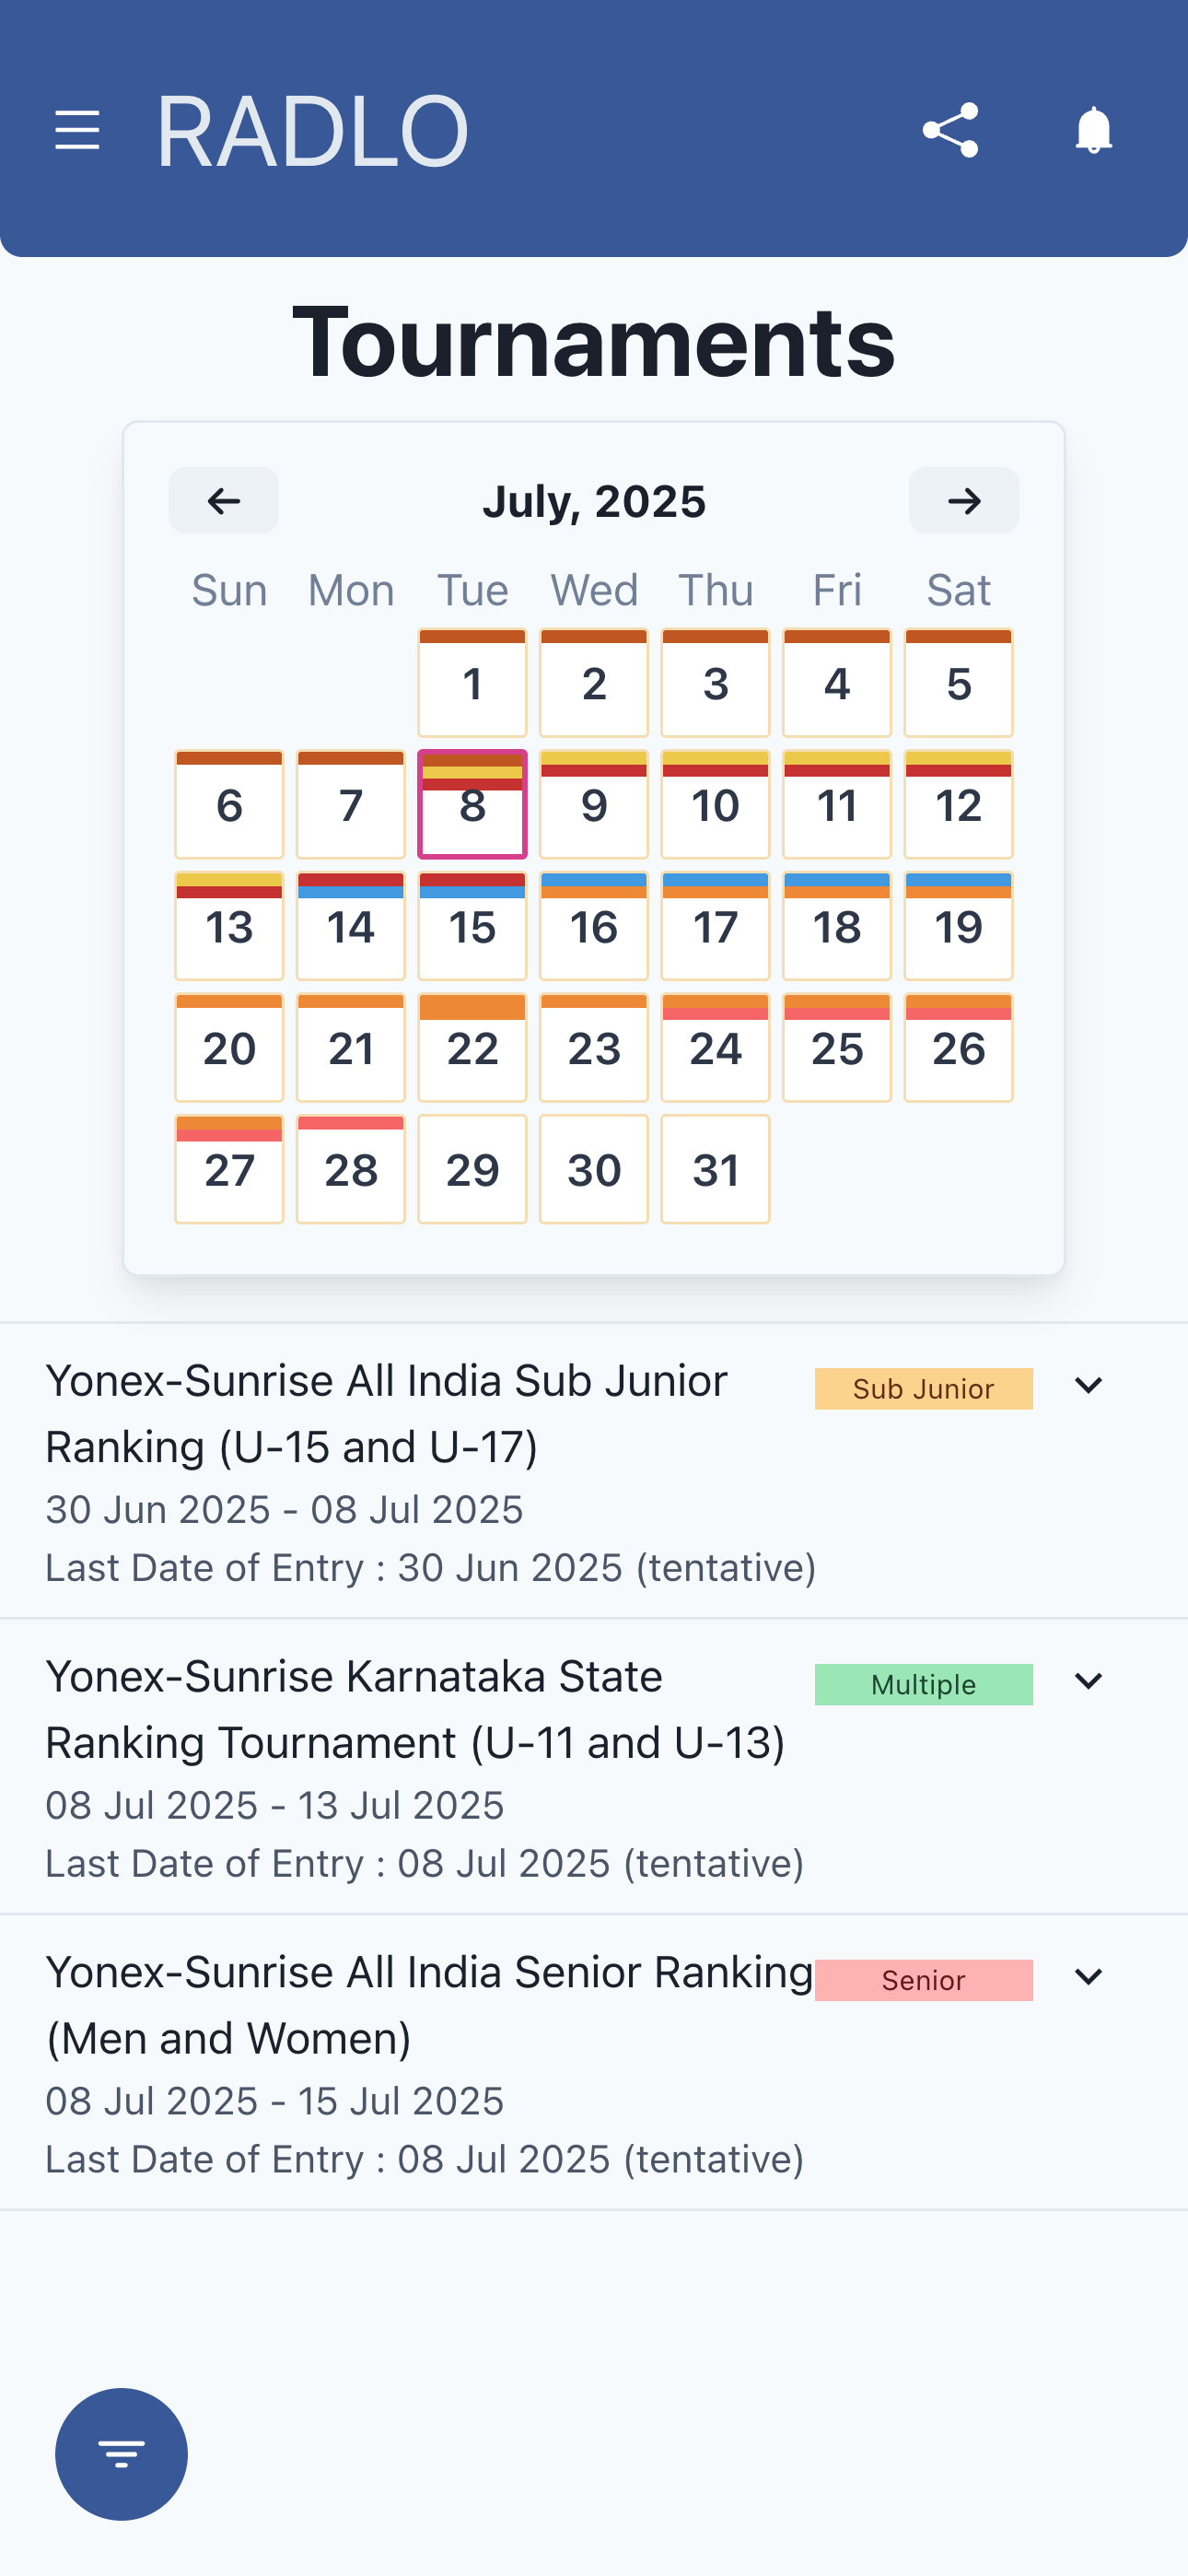 RADLO
Tournaments
July, 2025
Sun Mon Tue Wed Thu Fri Sat
1 2 3 4 5
6 7 8 9 10 11 12
13 14 15 16 17 18 19
20 21 22 23 24 25 26
27 28 29 30 31
Yonex-Sunrise All India Sub Junior
Ranking (U-15 and U-17)
Sub Junior
30 Jun 2025 - 08 Jul 2025
Last Date of Entry : 30 Jun 2025 (tentative)
Yonex-Sunrise Karnataka State
Ranking Tournament (U-11 and U-13)
Multiple
08 Jul 2025 - 13 Jul 2025
Last Date of Entry : 08 Jul 2025 (tentative)
Yonex-Sunrise All India Senior Ranking
(Men and Women)
Senior
08 Jul 2025 - 15 Jul 2025
Last Date of Entry : 08 Jul 2025 (tentative)